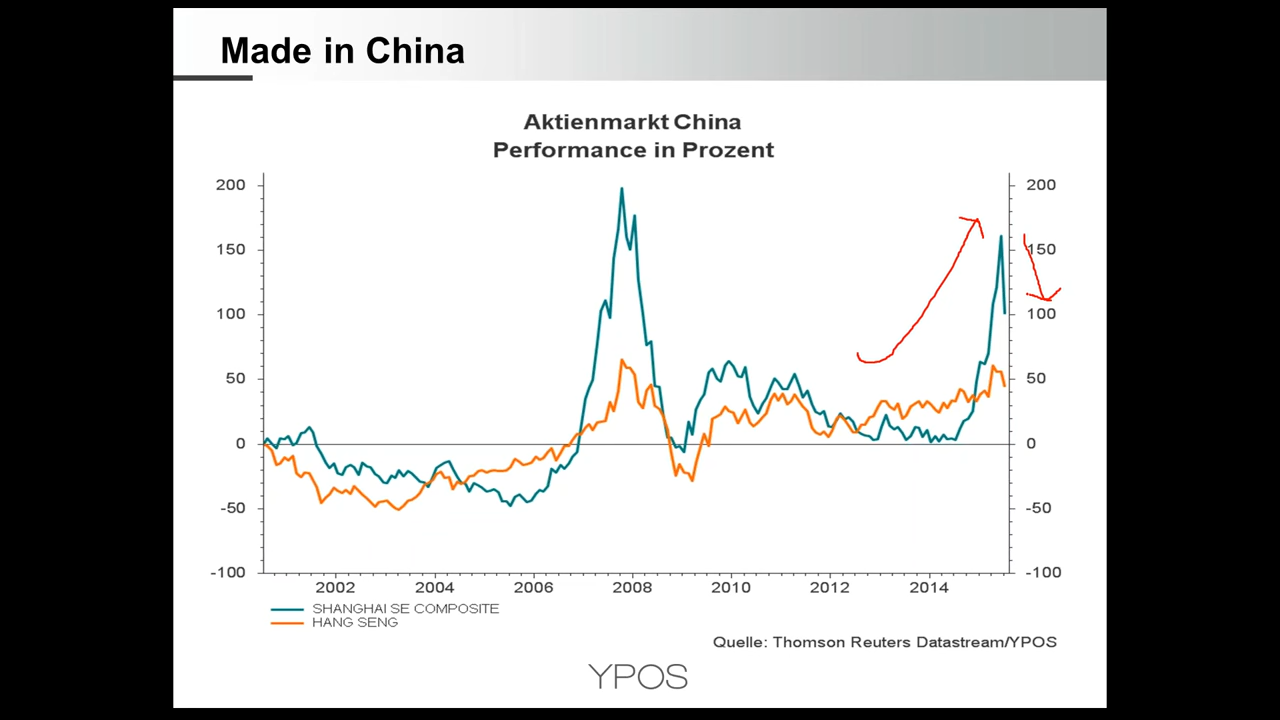 Made in China
Aktienmarkt China
Performance in Prozent
200 200
150 150
100 100
50 50
0 0
-50 -50
-100 -100
2002 2004 2006 2008 2010 2012 2014
SHANGHAI SE COMPOSITE
HANG SENG
Quelle: Thomson Reuters Datastream/YPOS
YPOS